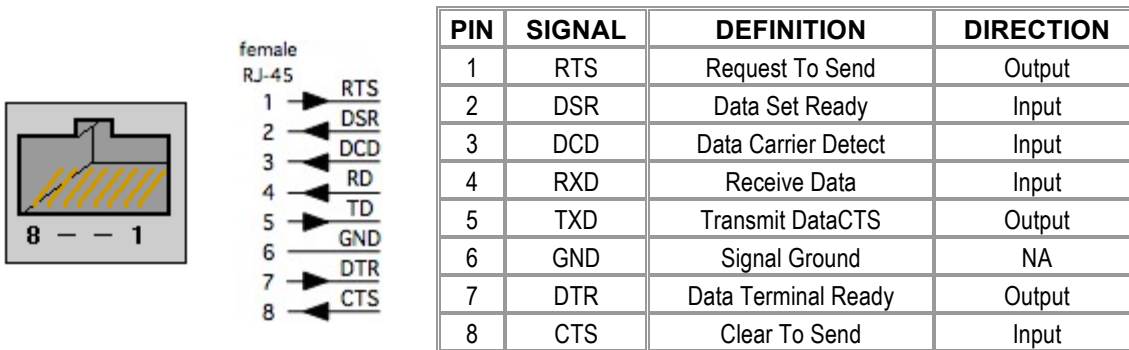 8 – – 1
female
RJ-45
1 RTS
2 DSR
3 DCD
4 RD
5 TD
6 GND
7 DTR
8 CTS
PIN SIGNAL DEFINITION DIRECTION
1 RTS Request To Send Output
2 DSR Data Set Ready Input
3 DCD Data Carrier Detect Input
4 RXD Receive Data Input
5 TXD Transmit DataCTS Output
6 GND Signal Ground NA
7 DTR Data Terminal Ready Output
8 CTS Clear To Send Input